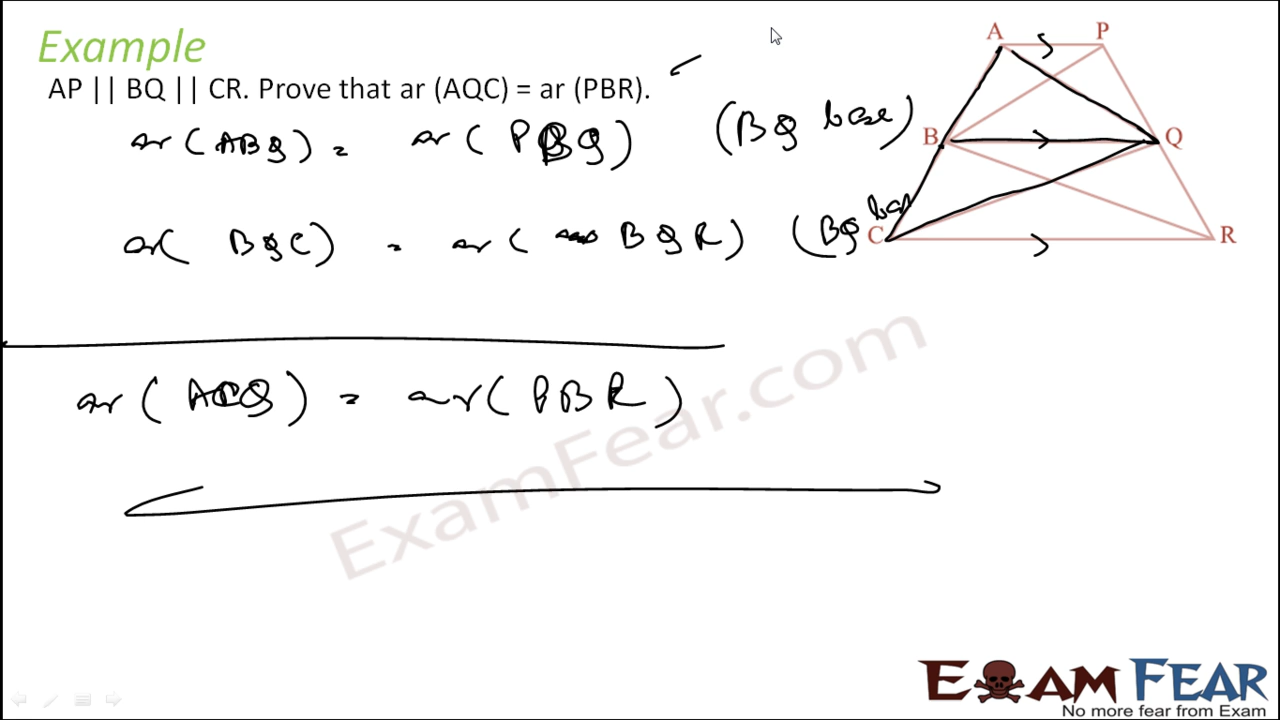 Example
AP || BQ || CR. Prove that ar (AQC) = ar (PBR).
ar (ABQ) = ar (PBQ) (BQ base)
ar (BQC) = ar (BQR) (BQ base)
ar (ACQ) = ar (PBR)
A P
B Q
C R
ExamFear.com
EXAM FEAR
No more fear from Exam